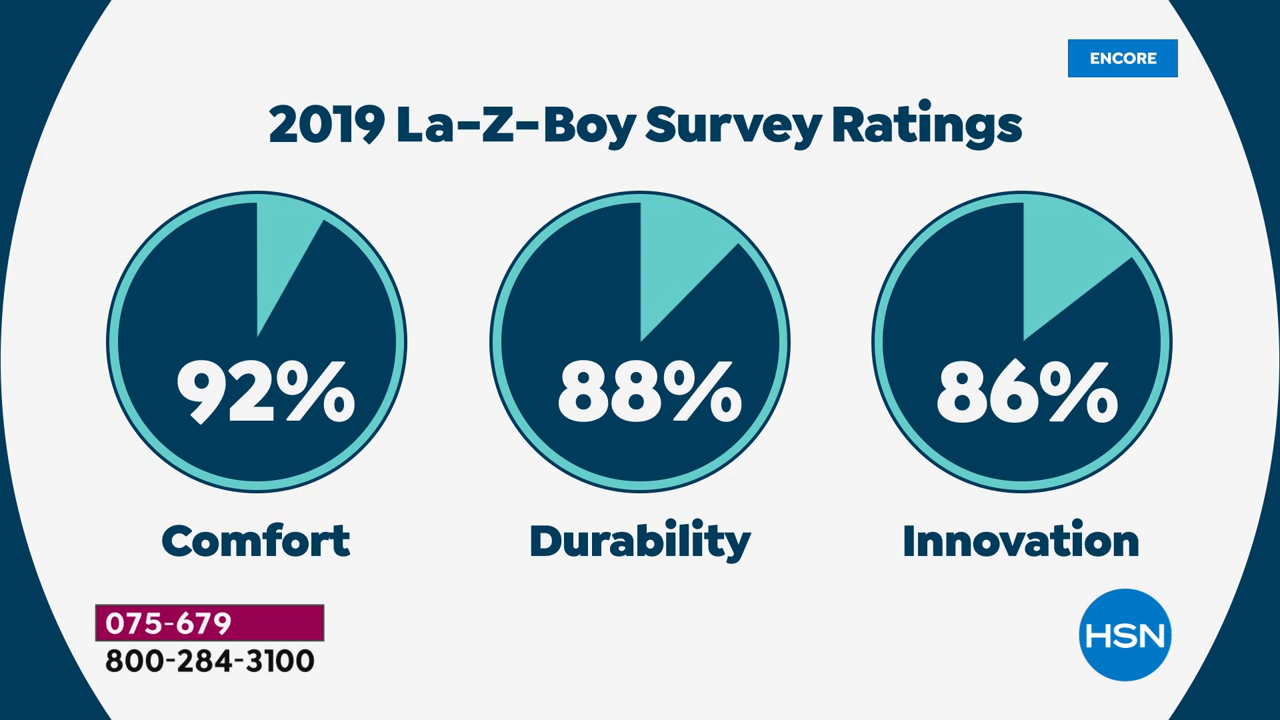 ENCORE
2019 La-Z-Boy Survey Ratings
92%
88%
86%
Comfort
Durability
Innovation
075-679
800-284-3100
HSN